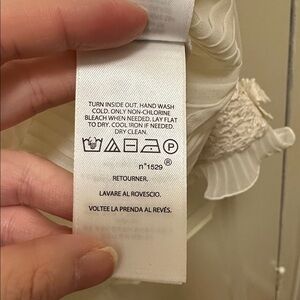 TURN INSIDE OUT. HAND WASH
COLD. ONLY NON-CHLORINE
BLEACH WHEN NEEDED. LAY FLAT
TO DRY. COOL IRON IF NEEDED.
DRY CLEAN.
P
n°1529 ®
RETOURNER.
LAVARE AL ROVESCIO.
VOLTEE LA PRENDA AL REVÉS.